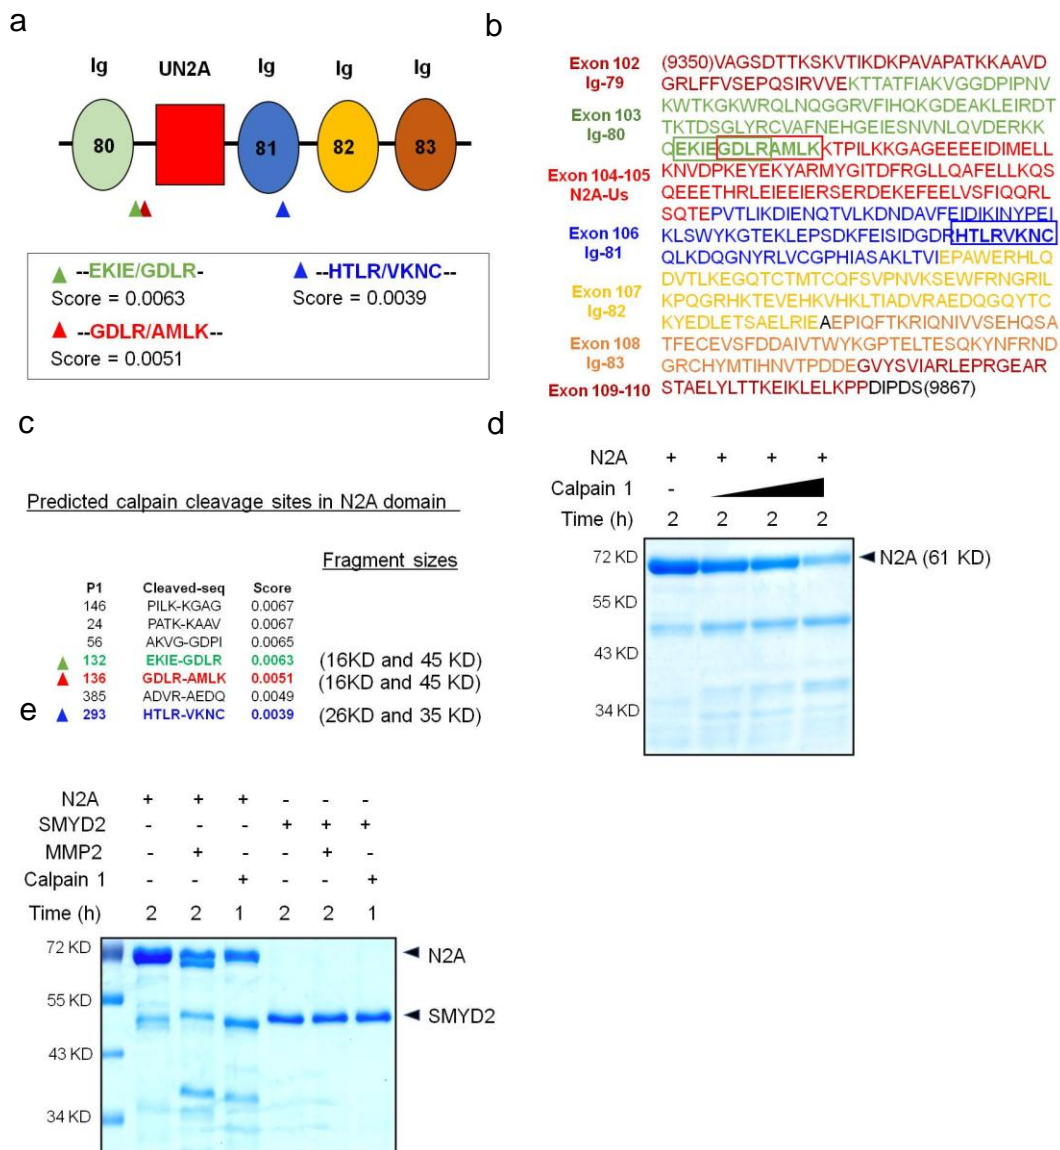 a
Ig UN2A Ig Ig Ig
80 81 82 83
--EKIE/GDLR-
Score = 0.0063
--HTLR/VKNC--
Score = 0.0039
--GDLR/AMLK--
Score = 0.0051
b
Exon 102
Ig-79
Exon 103
Ig-80
Exon 104-105
N2A-Us
Exon 106
Ig-81
Exon 107
Ig-82
Exon 108
Ig-83
Exon 109-110
(9350)VAGSDTTKSKVTIKDKPAVAPATKKAAVD
GRLFFVSEPQSIRVVEKTTATFIAKVGGDPIPNV
KWTKGKWRQLNQGGRVFIHQKGDEAKLEIRDT
TKTDSGLYRCVAFNEHGEIESNVNLQVDERKK
QEKIEGDLRAMLKKTPILKKGAGEEEEIDIMELL
KNVDPKEYEKYARMYGITDFRGLLQAFELLKQS
QEEETHRLEIEEIERSERDEKEFEELVSFIQQRL
SQTEPVTLIKDIENQTVLKDNDAVFEIDIKINYPEI
KLSWYKGTEKLEPSDKFEISIDGDRHTLRVKNC
QLKDQGNYRLVCGPHIASAKLTVIEPAWERHLQ
DVTLKEGQTCTMTCQFSVPNVKSEWFRNGRIL
KPQGRHKTEVEHKVHKLTIADVRAEDQGQYTC
KYEDLETSAELRIEAEPIQFTKRIQNIVVSEHQSA
TFECEVSFDDAIVTWYKGPTELTESQKYNFRND
GRCHYMTIHNVTPDDEGVYSVIARLEPRGEAR
STAELYLTTKEIKLELKPPDIPDS(9867)
c
Predicted calpain cleavage sites in N2A domain
Fragment sizes
P1 Cleaved-seq Score
146 PILK-KGAG 0.0067
24 PATK-KAAV 0.0067
56 AKVG-GDPI 0.0065
132 EKIE-GDLR 0.0063 (16KD and 45 KD)
136 GDLR-AMLK 0.0051 (16KD and 45 KD)
385 ADVR-AEDQ 0.0049
293 HTLR-VKNC 0.0039 (26KD and 35 KD)
d
N2A + + + +
Calpain 1 -
Time (h) 2 2 2 2
72 KD
N2A (61 KD)
55 KD
43 KD
34 KD
e
N2A + + + - - -
SMYD2 - - - + + +
MMP2 - + - - + -
Calpain 1 - - + - - +
Time (h) 2 2 1 2 2 1
72 KD
N2A
55 KD
SMYD2
43 KD
34 KD